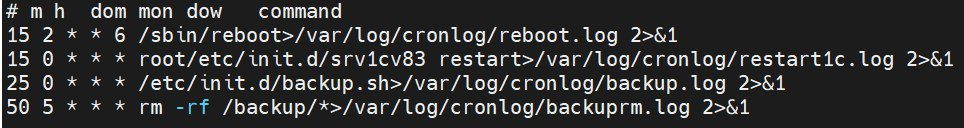 # m h  dom mon dow   command
15 2 * * 6 /sbin/reboot>/var/log/cronlog/reboot.log 2>&1
15 0 * * * root/etc/init.d/srv1cv83 restart>/var/log/cronlog/restart1c.log 2>&1
25 0 * * * /etc/init.d/backup.sh>/var/log/cronlog/backup.log 2>&1
50 5 * * * rm -rf /backup/*>/var/log/cronlog/backuprm.log 2>&1